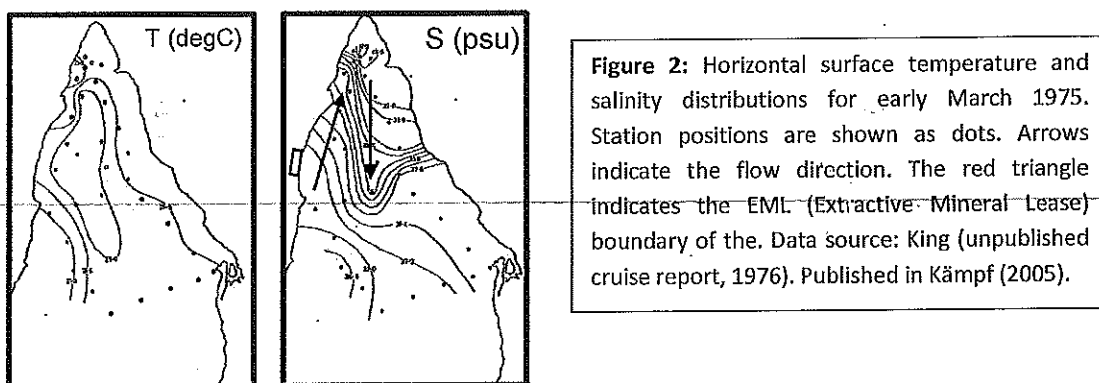 T (degC)
S (psu)
Figure 2: Horizontal surface temperature and
salinity distributions for early March 1975.
Station positions are shown as dots. Arrows
indicate the flow direction. The red triangle
indicates the EML (Extractive Mineral Lease)
boundary of the. Data source: King (unpublished
cruise report, 1976). Published in Kämpf (2005).